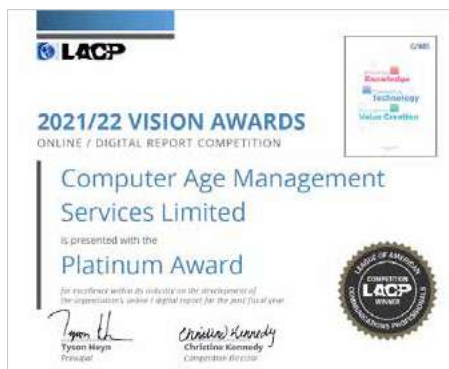 LACP
CAMS
Knowledge
Technology
Value Creation
2021/22 VISION AWARDS
ONLINE / DIGITAL REPORT COMPETITION
Computer Age Management
Services Limited
is presented with the
Platinum Award
for excellence within its industry on the development of
the organization's online / digital report for the past fiscal year
Tyson Heyn
Principal
Christine Kennedy
Christine Kennedy
Competition Director
LEAGUE OF AMERICAN
COMPETITION
LACP
WINNER
COMMUNICATIONS PROFESSIONALS